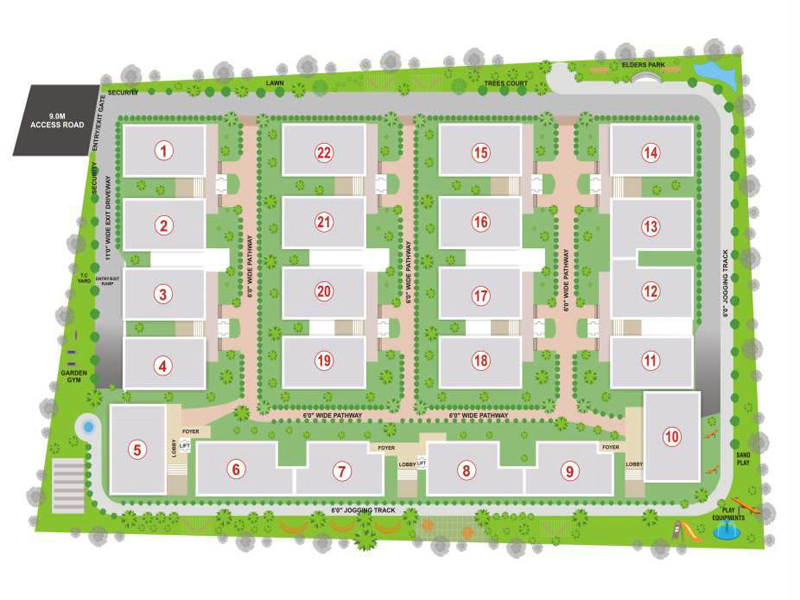 LAWN
TREES COURT
ELDERS PARK
SECURITY
9.0M
ACCESS ROAD
ENTRY/EXIT GATE
SECURITY
11'0" WIDE EXIT DRIVEWAY
1
22
15
14
2
21
16
13
6'0" WIDE PATHWAY
6'0" WIDE PATHWAY
6'0" WIDE PATHWAY
6'0" JOGGING TRACK
T.C
YARD
ENTRY/EXIT
RAMP
3
20
17
12
4
19
18
11
GARDEN
GYM
6'0" WIDE PATHWAY
6'0" WIDE PATHWAY
5
FOYER
LOBBY
LIFT
6
7
FOYER
LOBBY
LIFT
8
9
FOYER
LOBBY
10
SAND
PLAY
6'0" JOGGING TRACK
PLAY
EQUIPMENTS